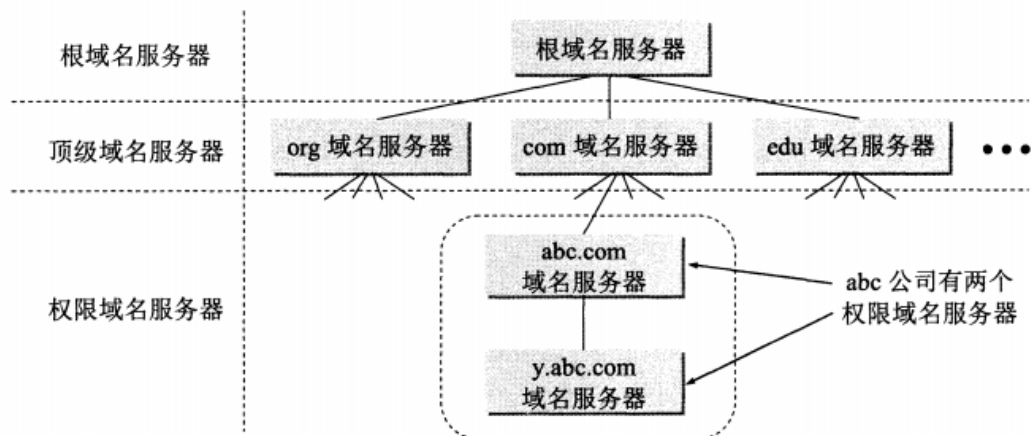 根域名服务器
根域名服务器
顶级域名服务器
org 域名服务器
com 域名服务器
edu 域名服务器
•••
权限域名服务器
abc.com
域名服务器
abc 公司有两个
权限域名服务器
y.abc.com
域名服务器